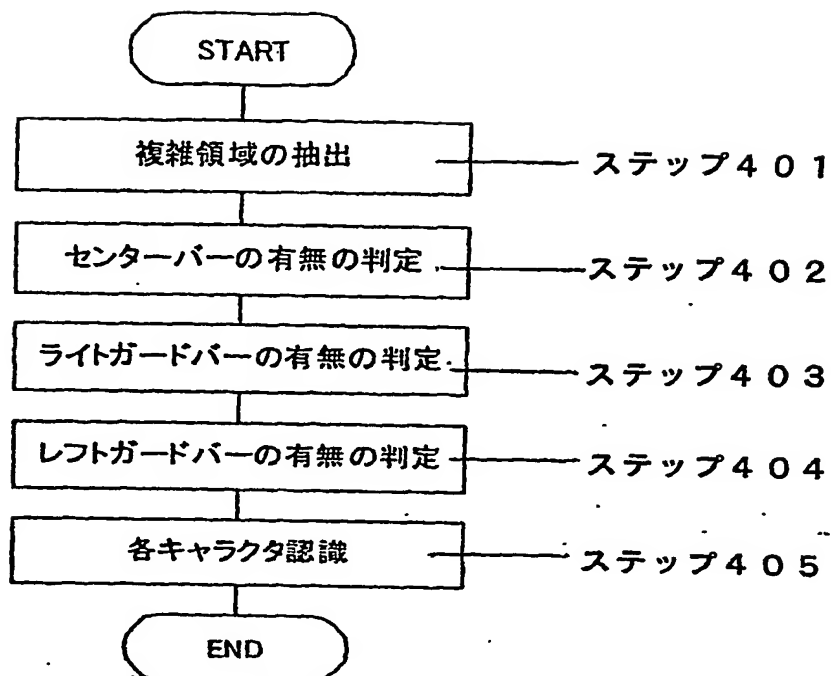 START
複雑領域の抽出
ステップ401
センターバーの有無の判定
ステップ402
ライトガードバーの有無の判定
ステップ403
レフトガードバーの有無の判定
ステップ404
各キャラクタ認識
ステップ405
END